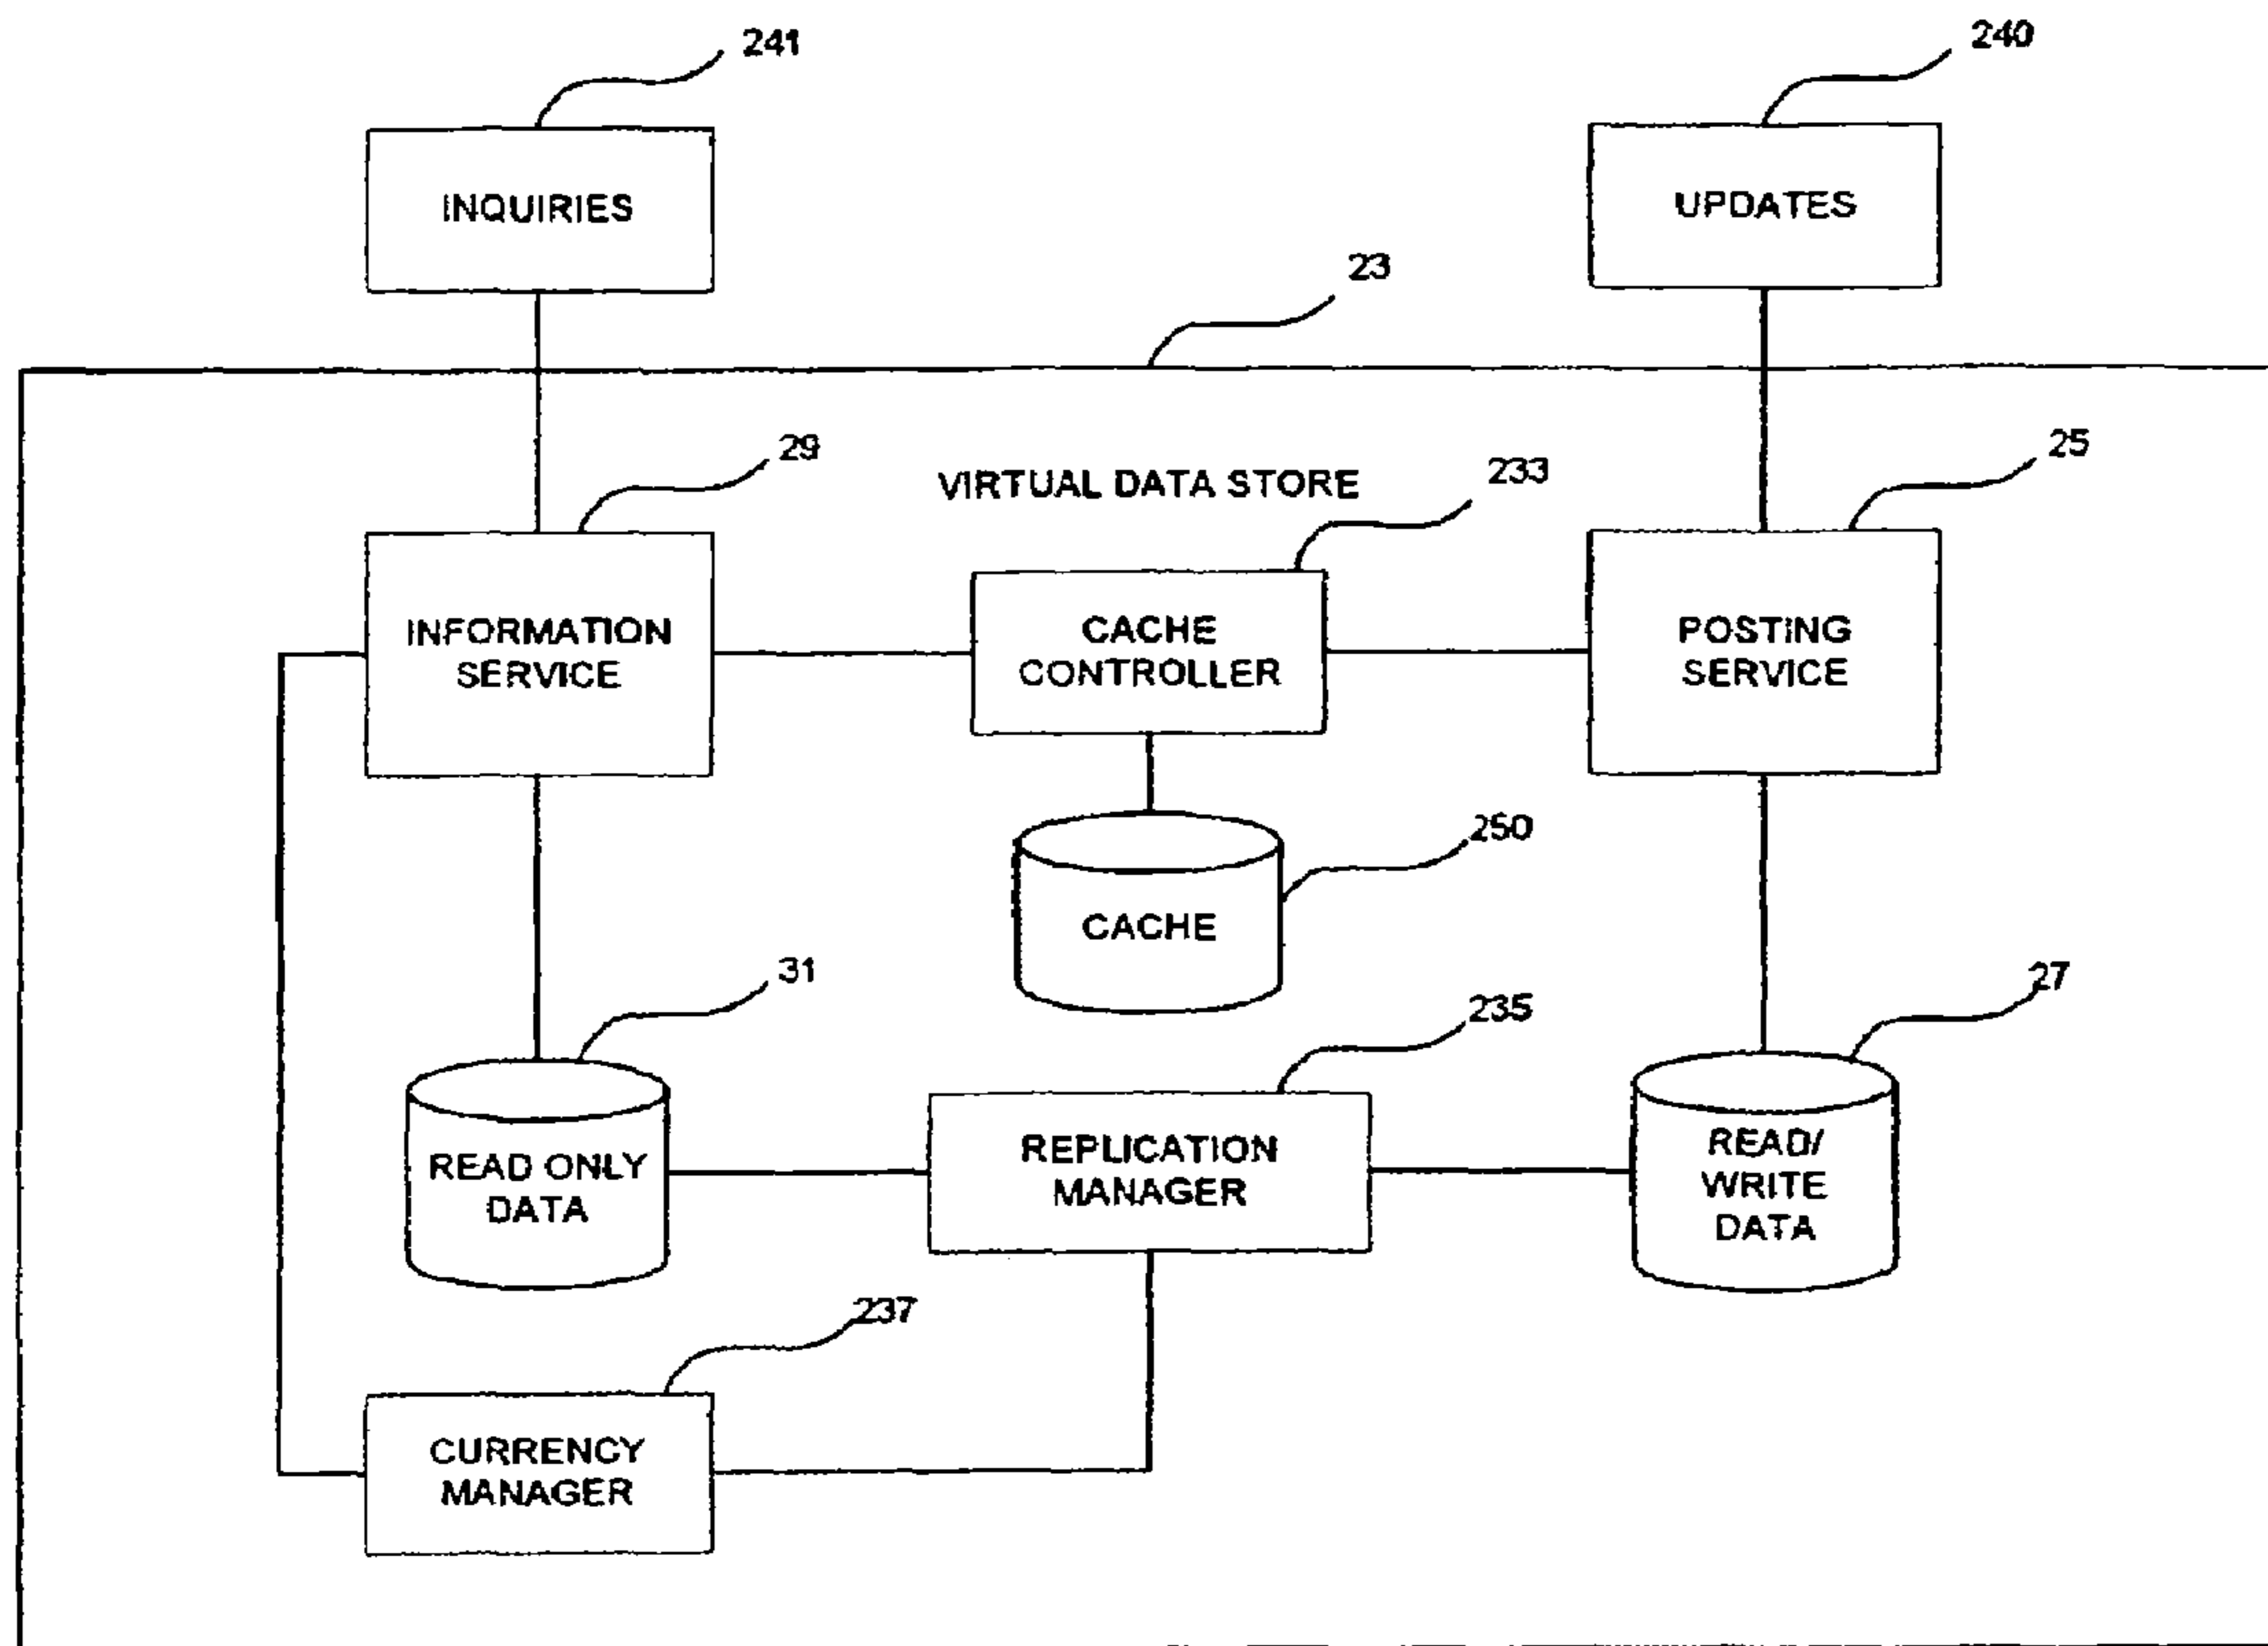 241
240
INQUIRIES
UPDATES
23
29
VIRTUAL DATA STORE
233
25
INFORMATION
SERVICE
CACHE
CONTROLLER
POSTING
SERVICE
250
CACHE
31
235
27
READ ONLY
DATA
REPLICATION
MANAGER
READ/
WRITE
DATA
237
CURRENCY
MANAGER